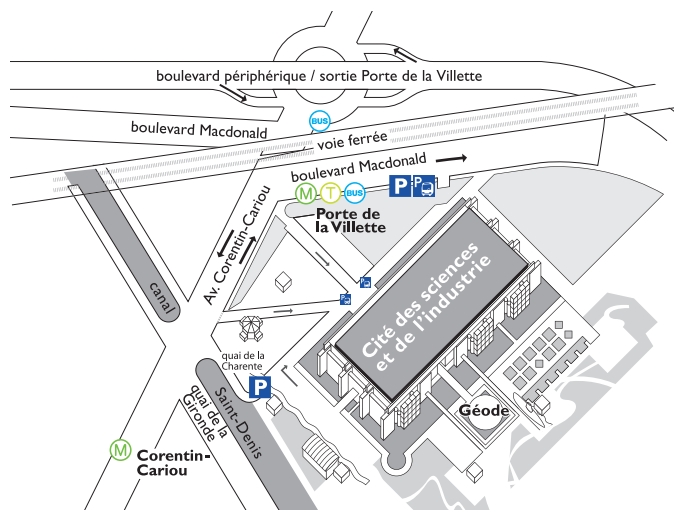 boulevard périphérique / sortie Porte de la Villette
BUS
boulevard Macdonald
voie ferrée
boulevard Macdonald
P P
M T BUS
Porte de
la Villette
Av. Corentin-Cariou
canal
Cité des sciences
et de l'industrie
quai de la
Charente
P
Géode
Saint-Denis
quai de la
Gironde
M
Corentin-
Cariou